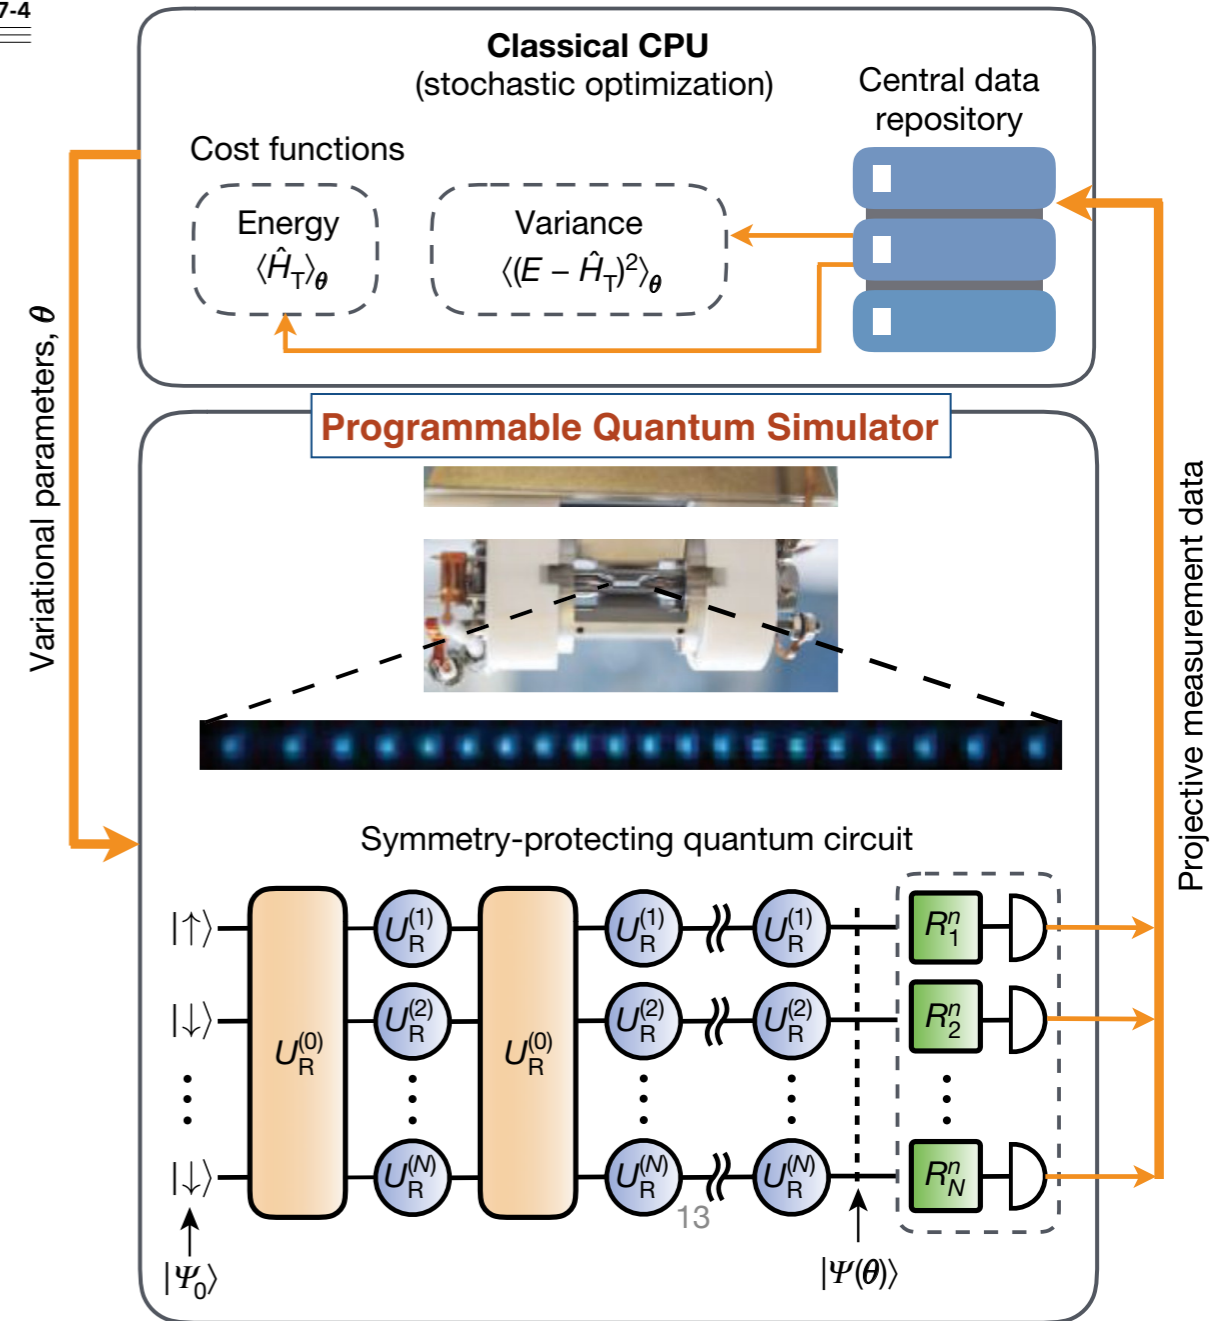 7-4
Classical CPU
(stochastic optimization)
Central data
repository
Cost functions
Energy
⟨Ĥ_T⟩_θ
Variance
⟨(E − Ĥ_T)²⟩_θ
Variational parameters, θ
Projective measurement data
Programmable Quantum Simulator
Symmetry-protecting quantum circuit
|↑⟩ U_R^(1) U_R^(1) U_R^(1) R_1^n
|↓⟩ U_R^(2) U_R^(2) U_R^(2) R_2^n
U_R^(0) U_R^(0)
|↓⟩ U_R^(N) U_R^(N) U_R^(N) R_N^n
13
|Ψ_0⟩ |Ψ(θ)⟩